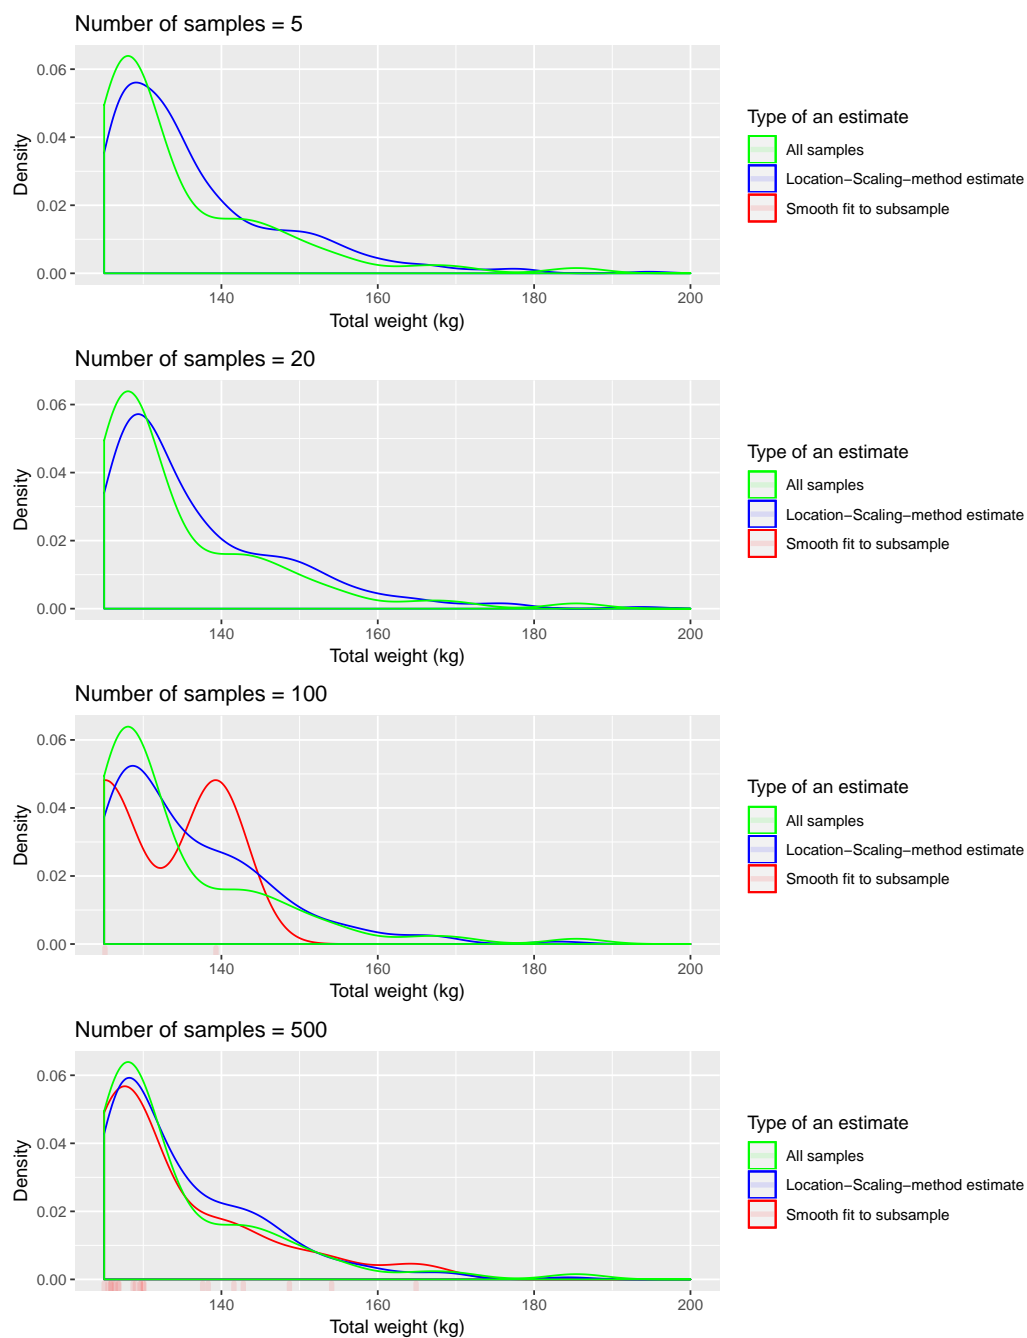 Number of samples = 5
0.06
0.04
0.02
0.00
Density
140
160
180
200
Total weight (kg)
Type of an estimate
All samples
Location−Scaling−method estimate
Smooth fit to subsample
Number of samples = 20
0.06
0.04
0.02
0.00
Density
140
160
180
200
Total weight (kg)
Type of an estimate
All samples
Location−Scaling−method estimate
Smooth fit to subsample
Number of samples = 100
0.06
0.04
0.02
0.00
Density
140
160
180
200
Total weight (kg)
Type of an estimate
All samples
Location−Scaling−method estimate
Smooth fit to subsample
Number of samples = 500
0.06
0.04
0.02
0.00
Density
140
160
180
200
Total weight (kg)
Type of an estimate
All samples
Location−Scaling−method estimate
Smooth fit to subsample